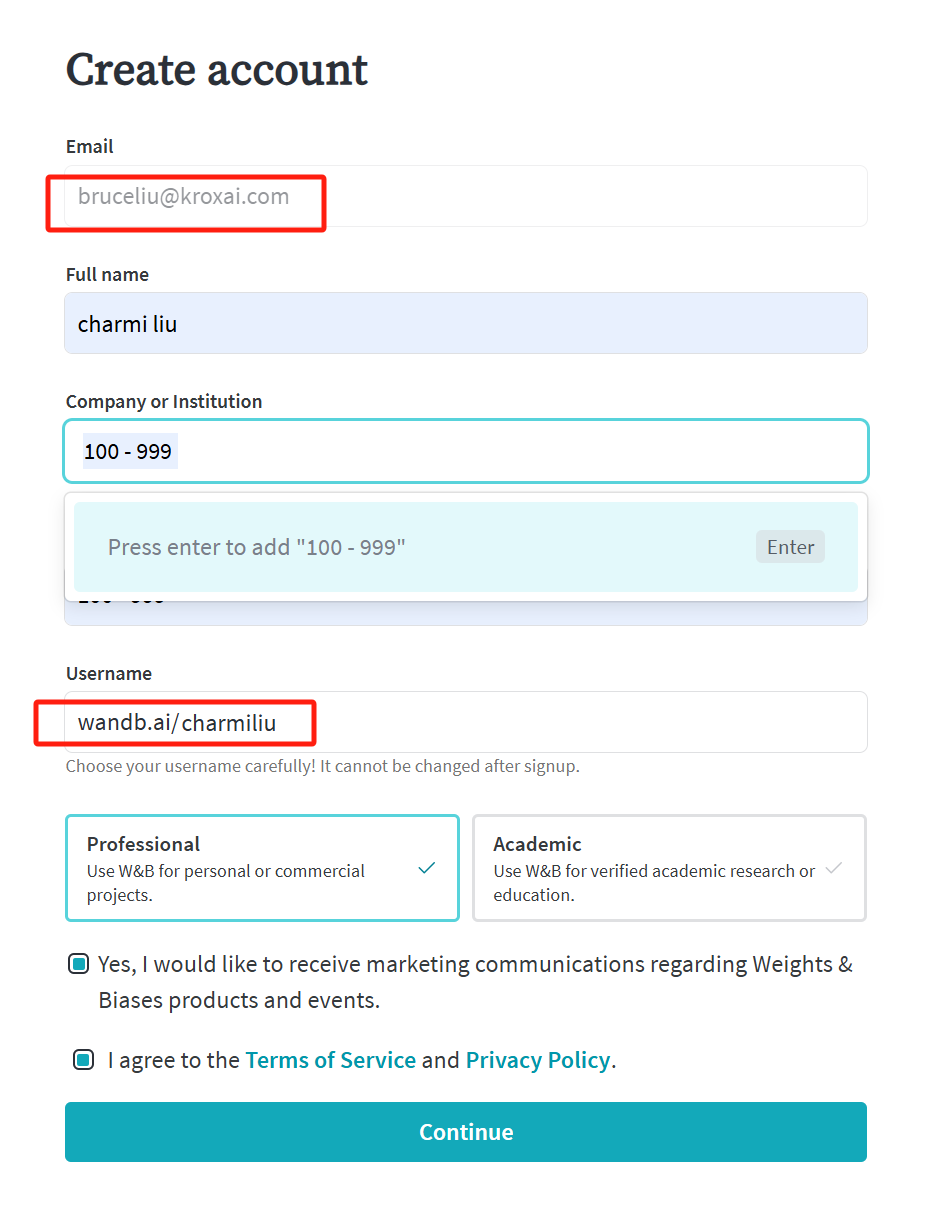 Create account
Email
bruceliu@kroxai.com
Full name
charmi liu
Company or Institution
100 - 999
Press enter to add "100 - 999"
Enter
Username
wandb.ai/charmiliu
Choose your username carefully! It cannot be changed after signup.
Professional
Use W&B for personal or commercial
projects.
Academic
Use W&B for verified academic research or
education.
Yes, I would like to receive marketing communications regarding Weights &
Biases products and events.
I agree to the Terms of Service and Privacy Policy.
Continue